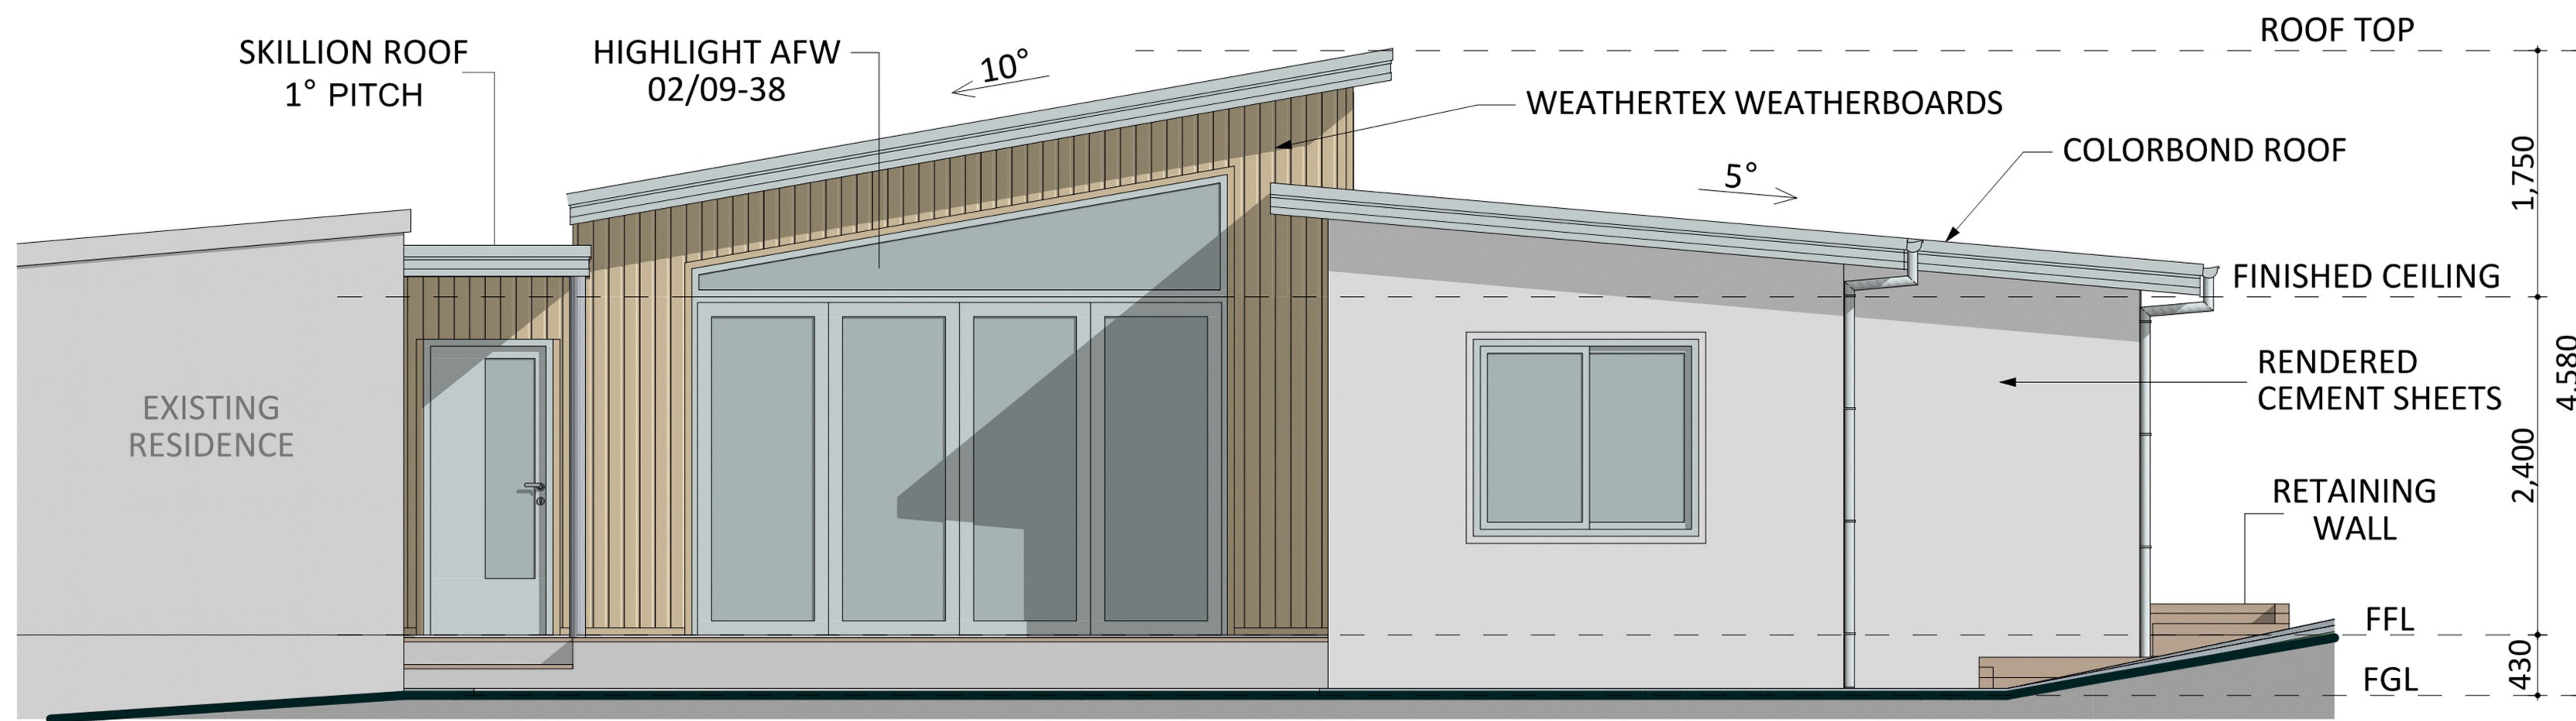 ROOF TOP
SKILLION ROOF
1° PITCH
HIGHLIGHT AFW
02/09-38
10°
WEATHERTEX WEATHERBOARDS
COLORBOND ROOF
5°
1,750
FINISHED CEILING
RENDERED
CEMENT SHEETS
4,580
EXISTING
RESIDENCE
2,400
RETAINING
WALL
FFL
430
FGL